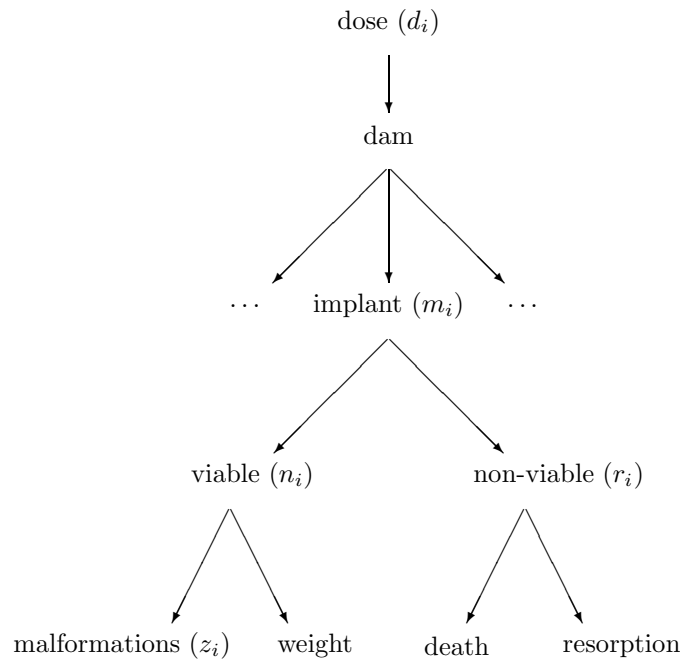 dose (dᵢ)
dam
··· implant (mᵢ) ···
viable (nᵢ) non-viable (rᵢ)
malformations (zᵢ) weight death resorption